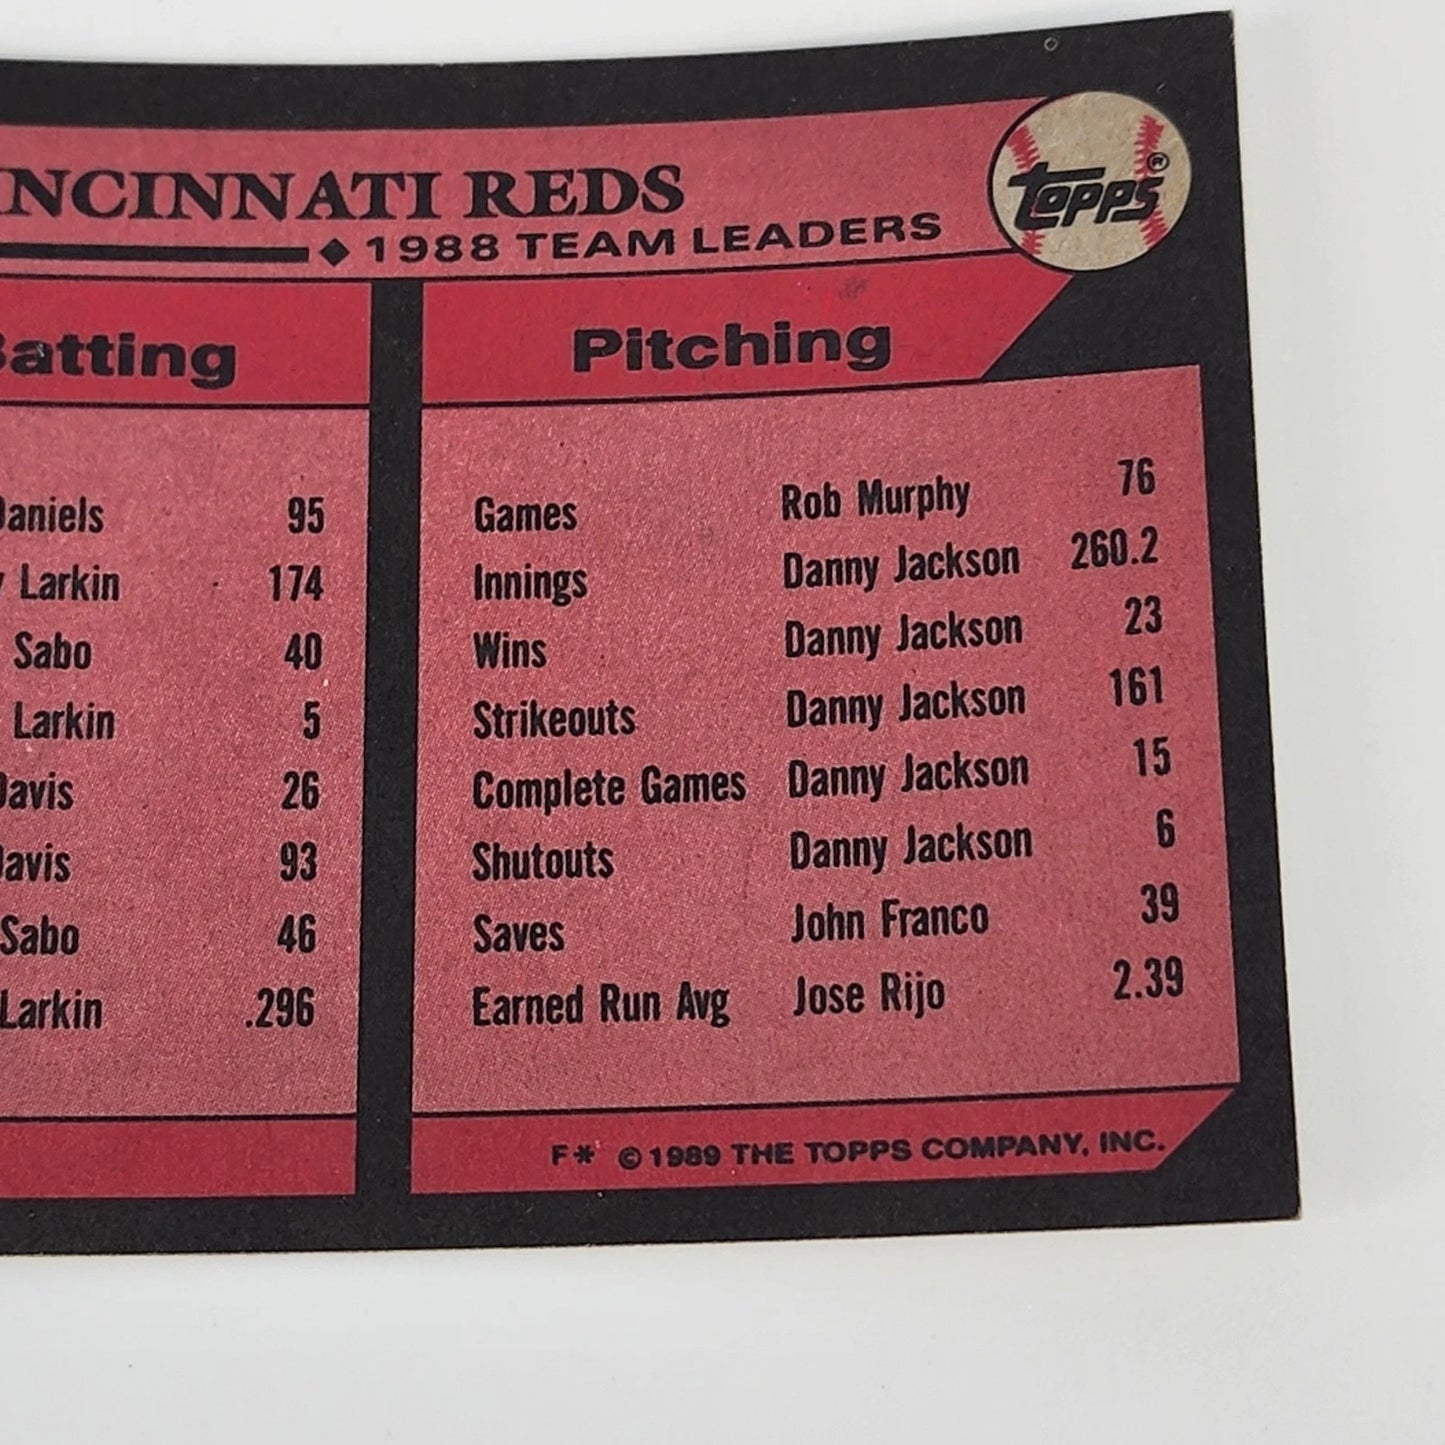 NCINNATI REDS
1988 TEAM LEADERS
TOPPS ®
atting
Pitching
Daniels 95
Larkin 174
Sabo 40
Larkin 5
Davis 26
Davis 93
Sabo 46
Larkin .296
Games Rob Murphy 76
Innings Danny Jackson 260.2
Wins Danny Jackson 23
Strikeouts Danny Jackson 161
Complete Games Danny Jackson 15
Shutouts Danny Jackson 6
Saves John Franco 39
Earned Run Avg Jose Rijo 2.39
F* © 1989 THE TOPPS COMPANY, INC.